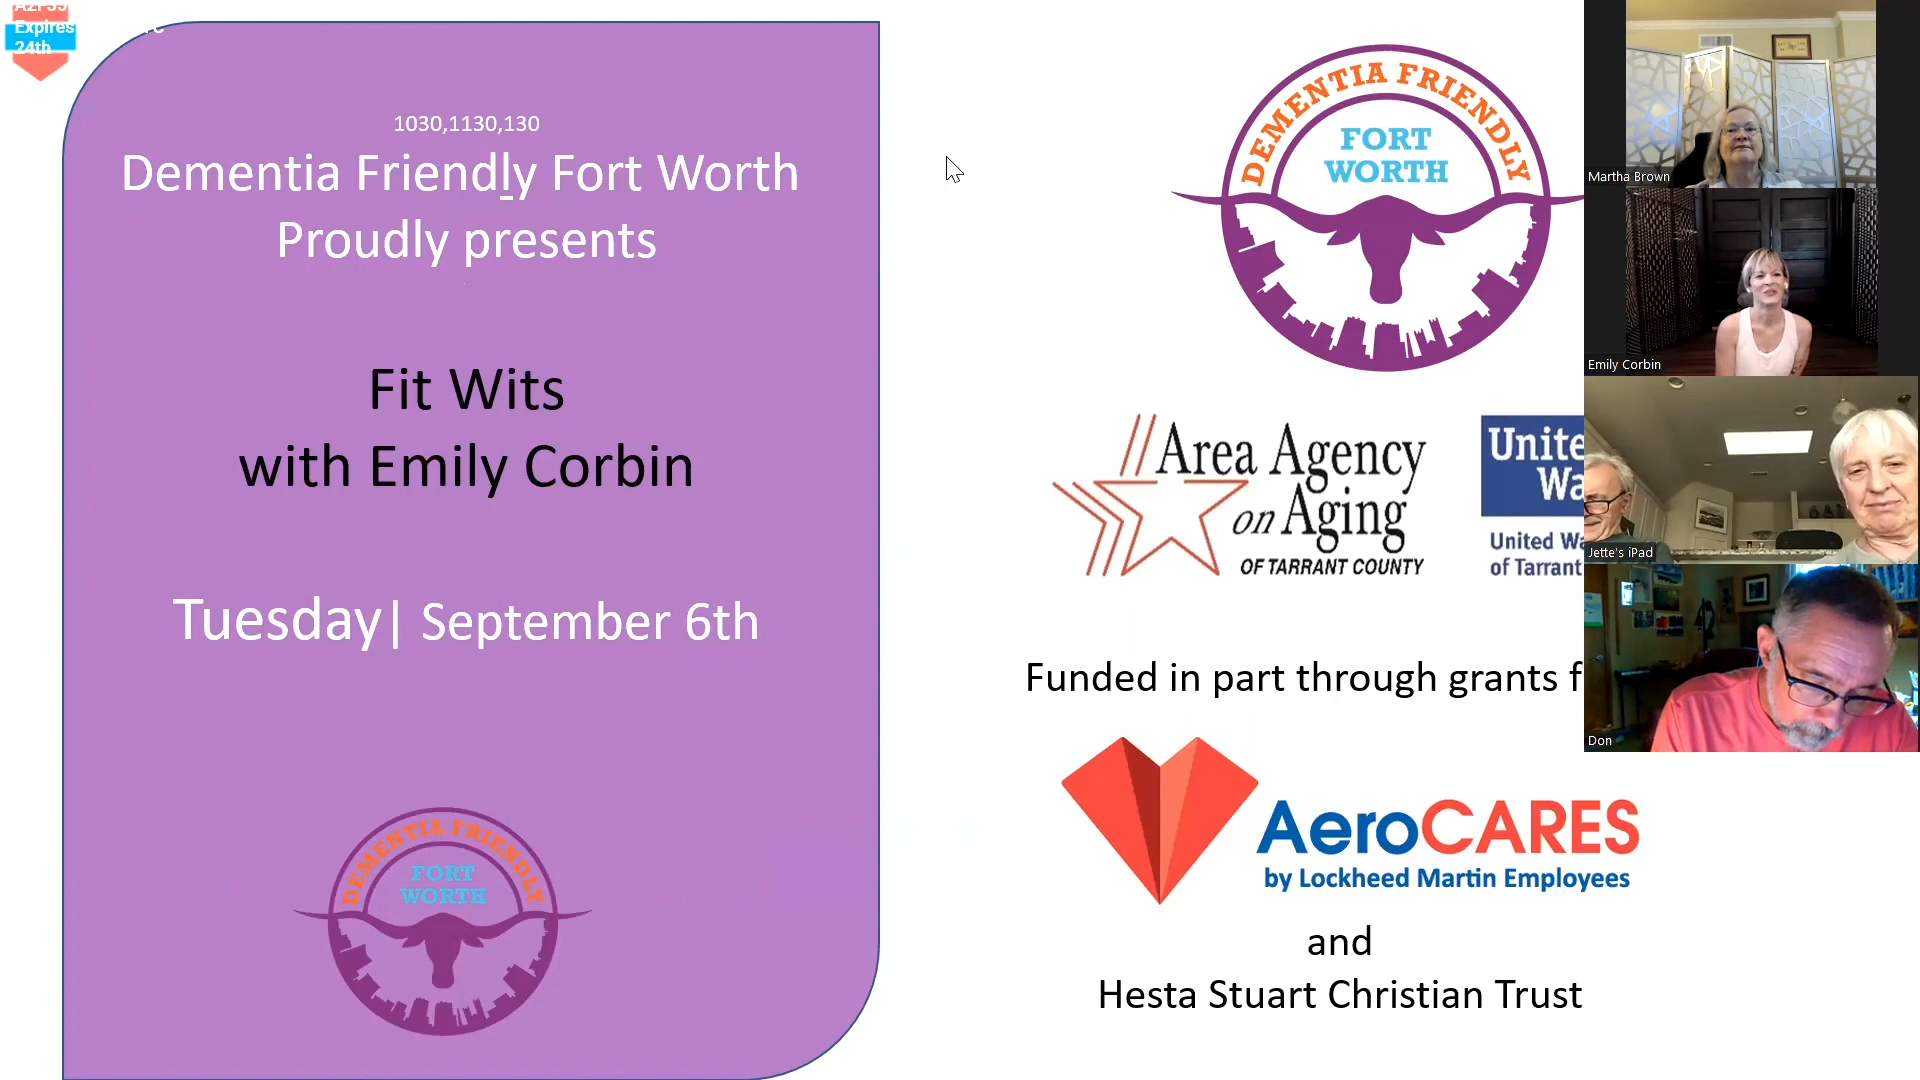 Expires
24th
1030,1130,130
Dementia Friendly Fort Worth
Proudly presents
Fit Wits
with Emily Corbin
Tuesday| September 6th
DEMENTIA FRIENDLY
FORT
WORTH
DEMENTIA FRIENDLY
FORT
WORTH
Area Agency
on Aging
OF TARRANT COUNTY
Unite
Wa
United Wa
of Tarrant
Funded in part through grants f
AeroCARES
by Lockheed Martin Employees
and
Hesta Stuart Christian Trust
Martha Brown
Emily Corbin
Jette's iPad
Don